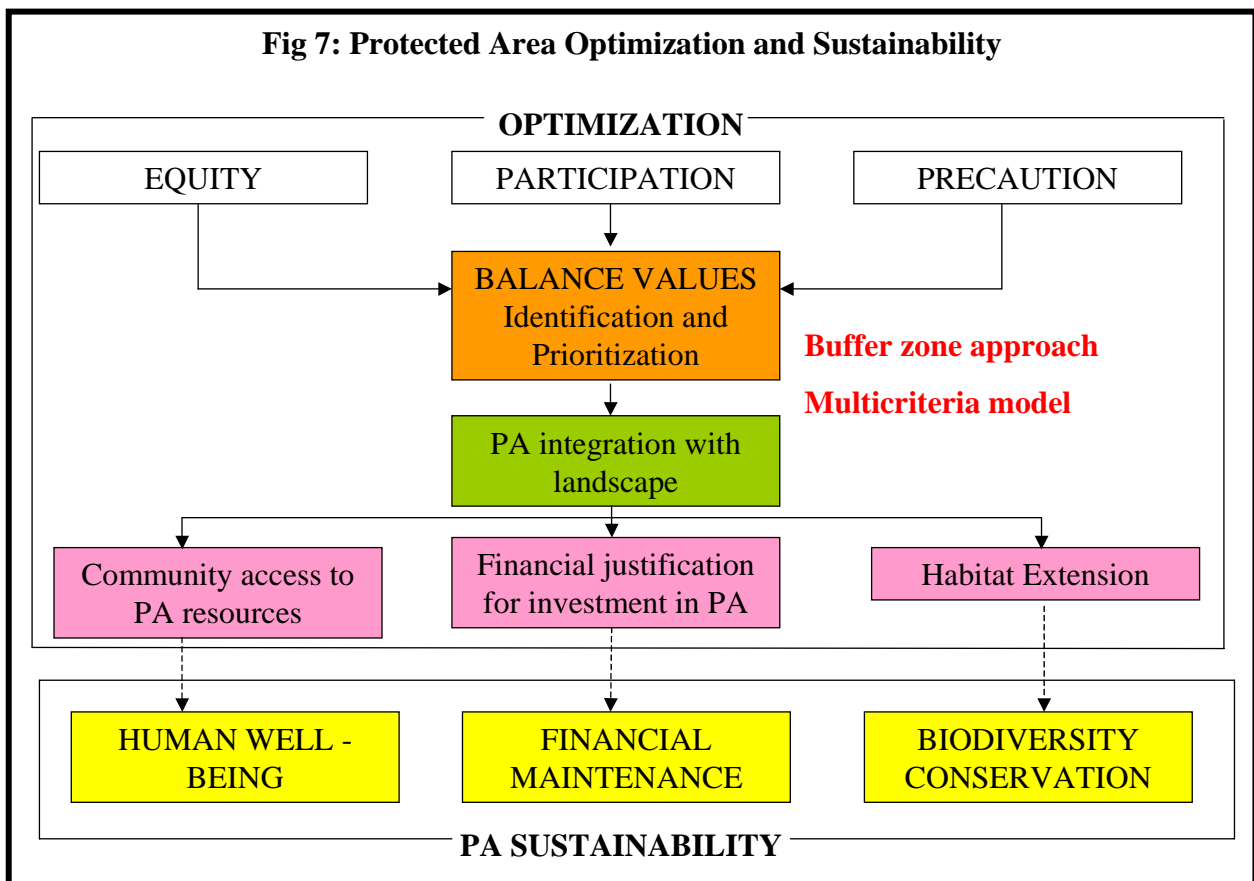 Fig 7: Protected Area Optimization and Sustainability
OPTIMIZATION
EQUITY
PARTICIPATION
PRECAUTION
BALANCE VALUES
Identification and
Prioritization
Buffer zone approach
Multicriteria model
PA integration with
landscape
Community access to
PA resources
Financial justification
for investment in PA
Habitat Extension
HUMAN WELL -
BEING
FINANCIAL
MAINTENANCE
BIODIVERSITY
CONSERVATION
PA SUSTAINABILITY